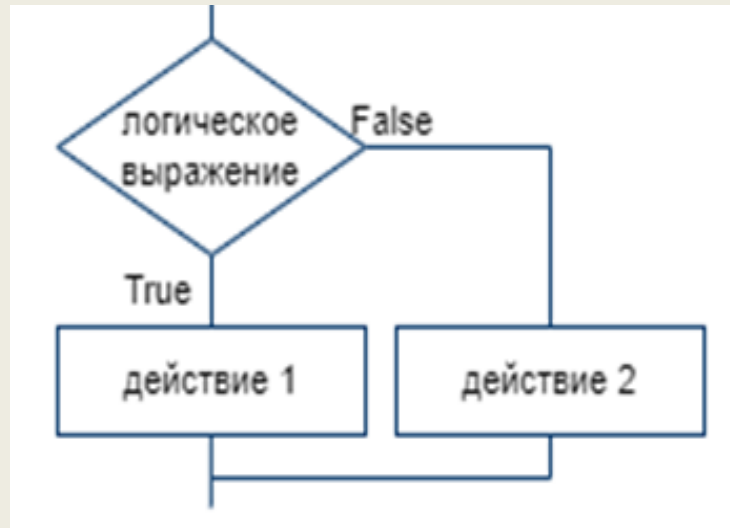 логическое
выражение
False
True
действие 1
действие 2